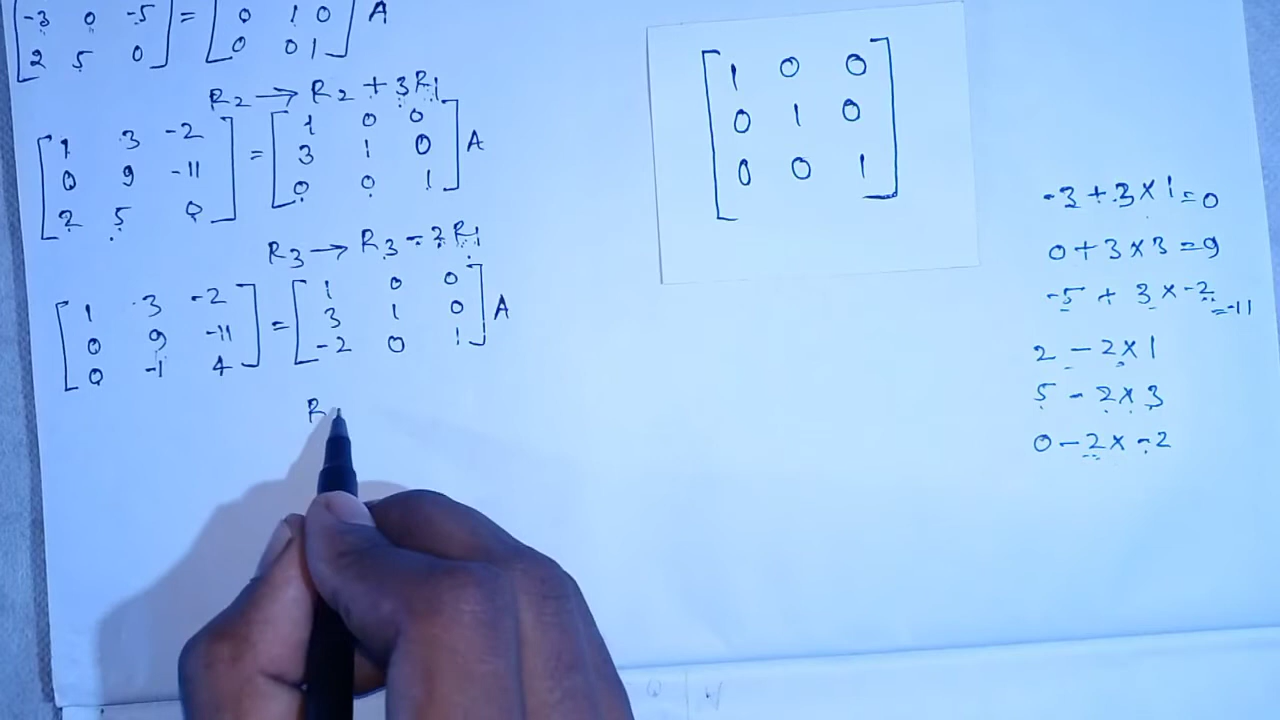 -3 0 -5 = 0 1 0 A
2 5 0 0 0 1
R2 → R2 + 3R1
1 3 -2 1 0 0
0 9 -11 = 3 1 0 A
2 5 0 0 0 1
R3 → R3 - 2R1
1 3 -2 1 0 0
0 9 -11 = 3 1 0 A
0 -1 4 -2 0 1
R
1 0 0
0 1 0
0 0 1
-3 + 3 × 1 = 0
0 + 3 × 3 = 9
-5 + 3 × -2
= -11
2 - 2 × 1
5 - 2 × 3
0 - 2 × -2